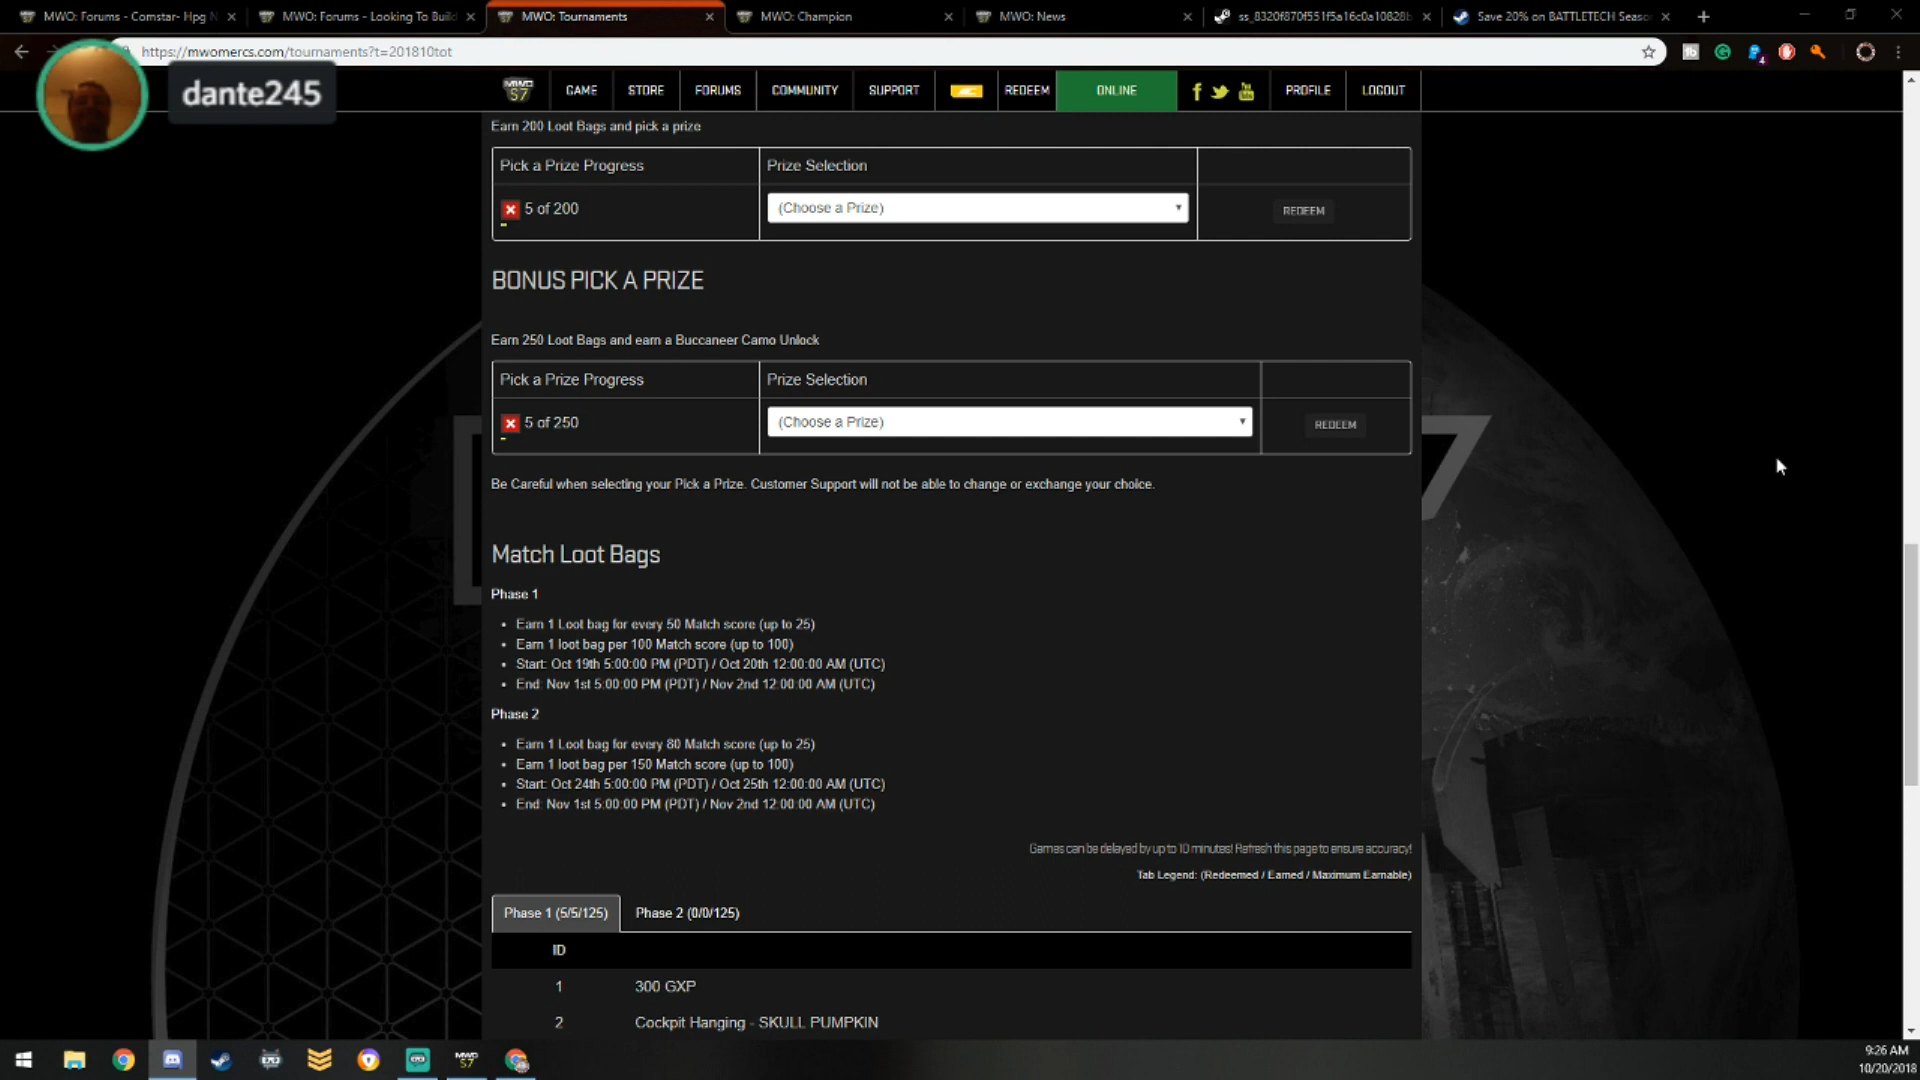 MWO: Forums - Comstar- Hpg N
MWO: Forums - Looking To Build
MWO: Tournaments
MWO: Champion
MWO: News
ss_8320f870f551f5a16c0a10828b
Save 20% on BATTLETECH Seaso
https://mwomercs.com/tournaments?t=201810tot
dante245
MWO S7
GAME
STORE
FORUMS
COMMUNITY
SUPPORT
REDEEM
ONLINE
PROFILE
LOGOUT
Earn 200 Loot Bags and pick a prize
Pick a Prize Progress
Prize Selection
5 of 200
(Choose a Prize)
REDEEM
BONUS PICK A PRIZE
Earn 250 Loot Bags and earn a Buccaneer Camo Unlock
Pick a Prize Progress
Prize Selection
5 of 250
(Choose a Prize)
REDEEM
Be Careful when selecting your Pick a Prize. Customer Support will not be able to change or exchange your choice.
Match Loot Bags
Phase 1
• Earn 1 Loot bag for every 50 Match score (up to 25)
• Earn 1 loot bag per 100 Match score (up to 100)
• Start: Oct 19th 5:00:00 PM (PDT) / Oct 20th 12:00:00 AM (UTC)
• End: Nov 1st 5:00:00 PM (PDT) / Nov 2nd 12:00:00 AM (UTC)
Phase 2
• Earn 1 Loot bag for every 80 Match score (up to 25)
• Earn 1 loot bag per 150 Match score (up to 100)
• Start: Oct 24th 5:00:00 PM (PDT) / Oct 25th 12:00:00 AM (UTC)
• End: Nov 1st 5:00:00 PM (PDT) / Nov 2nd 12:00:00 AM (UTC)
Games can be delayed by up to 10 minutes! Refresh this page to ensure accuracy!
Tab Legend: (Redeemed / Earned / Maximum Earnable)
Phase 1 (5/5/125)
Phase 2 (0/0/125)
ID
1 300 GXP
2 Cockpit Hanging - SKULL PUMPKIN
MWO S7
9:26 AM
10/20/2018